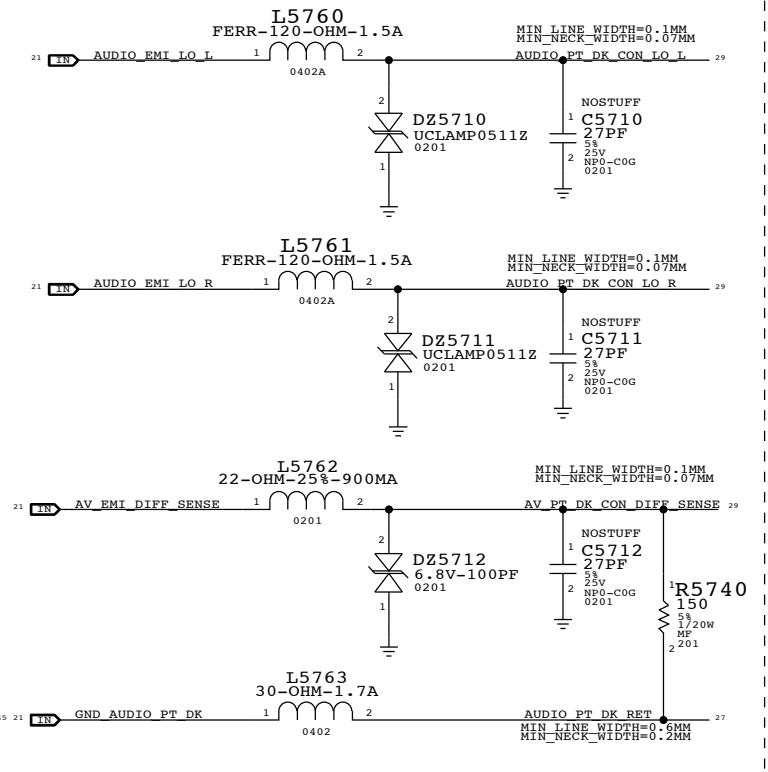 L5760
FERR-120-OHM-1.5A
MIN_LINE_WIDTH=0.1MM
MIN_NECK_WIDTH=0.07MM
21 IN AUDIO_EMI_LO_L 1 2 AUDIO_PT_DK_CON_LO_L 29
0402A
2
DZ5710
UCLAMP0511Z
0201
1
NOSTUFF
1 C5710
27PF
5%
2 25V
NP0-C0G
0201
L5761
FERR-120-OHM-1.5A
MIN_LINE_WIDTH=0.1MM
MIN_NECK_WIDTH=0.07MM
21 IN AUDIO_EMI_LO_R 1 2 AUDIO_PT_DK_CON_LO_R 29
0402A
2
DZ5711
UCLAMP0511Z
0201
1
NOSTUFF
1 C5711
27PF
5%
25V
2 NP0-C0G
0201
L5762
22-OHM-25%-900MA
MIN_LINE_WIDTH=0.1MM
MIN_NECK_WIDTH=0.07MM
21 IN AV_EMI_DIFF_SENSE 1 2 AV_PT_DK_CON_DIFF_SENSE 29
0201
2
DZ5712
6.8V-100PF
0201
1
NOSTUFF
1 C5712
27PF
5%
25V
2 NP0-C0G
0201
1 R5740
150
5%
1/20W
MF
2 201
L5763
30-OHM-1.7A
21 IN GND_AUDIO_PT_DK 1 2 AUDIO_PT_DK_RET 27
0402
MIN_LINE_WIDTH=0.6MM
MIN_NECK_WIDTH=0.2MM